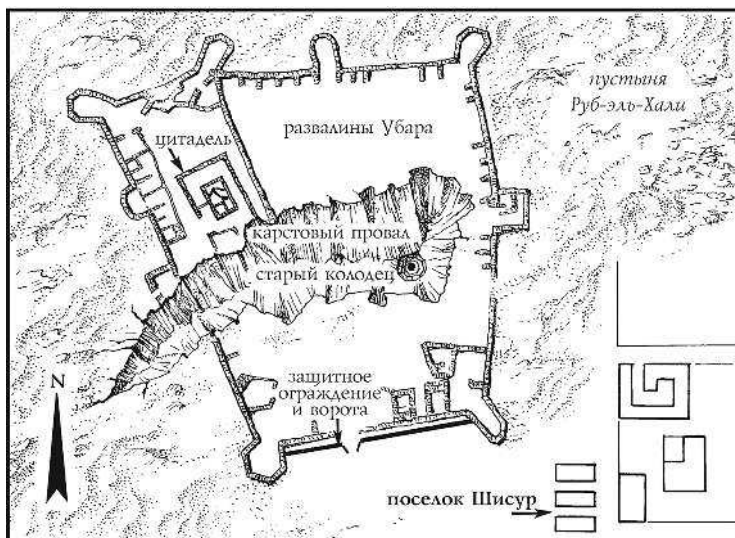 пустыня
Руб-эль-Хали
развалины Убара
цитадель
карстовый провал
старый колодец
защитное
ограждение
и ворота
N
поселок Шисур